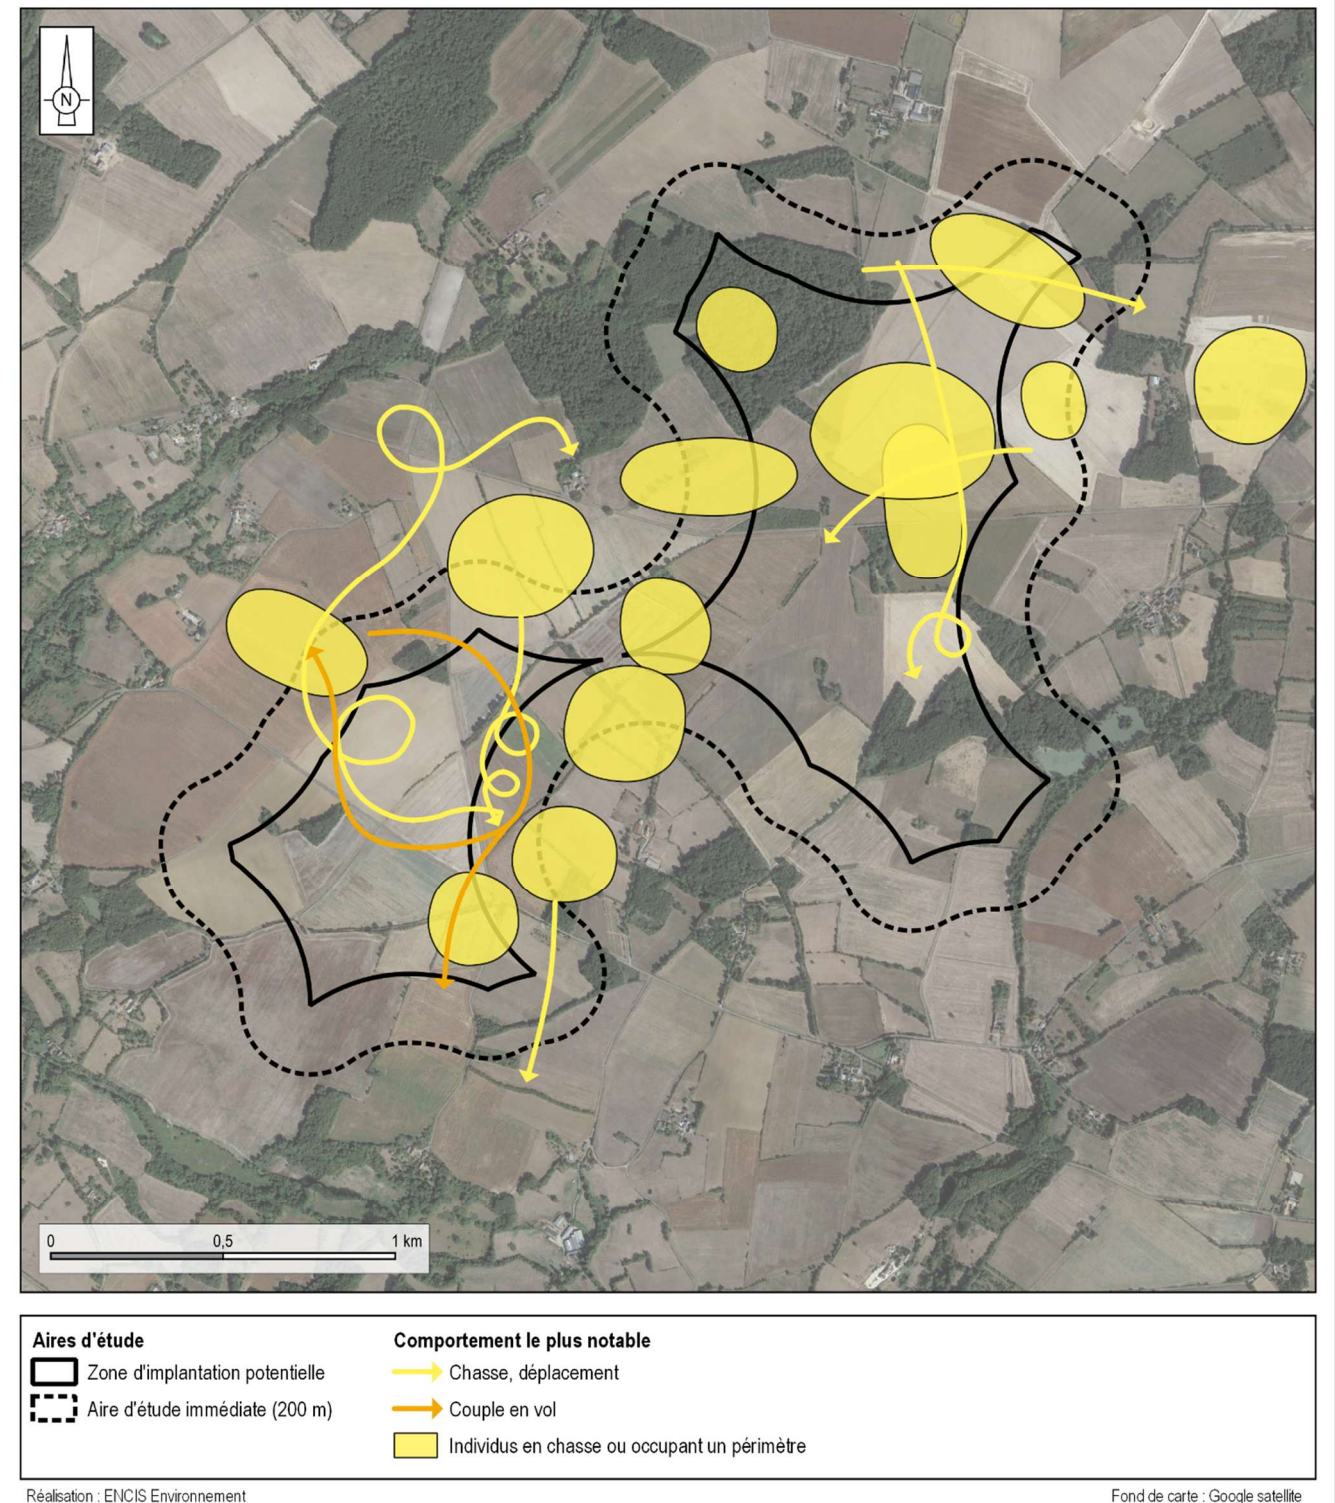 N
0 0,5 1 km
Aires d'étude
Zone d'implantation potentielle
Aire d'étude immédiate (200 m)
Comportement le plus notable
Chasse, déplacement
Couple en vol
Individus en chasse ou occupant un périmètre
Réalisation : ENCIS Environnement
Fond de carte : Google satellite